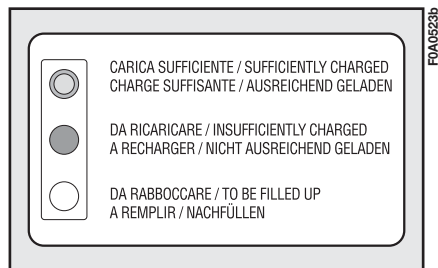 CARICA SUFFICIENTE / SUFFICIENTLY CHARGED
CHARGE SUFFISANTE / AUSREICHEND GELADEN
DA RICARICARE / INSUFFICIENTLY CHARGED
A RECHARGER / NICHT AUSREICHEND GELADEN
DA RABBOCCARE / TO BE FILLED UP
A REMPLIR / NACHFÜLLEN
F0A0523b